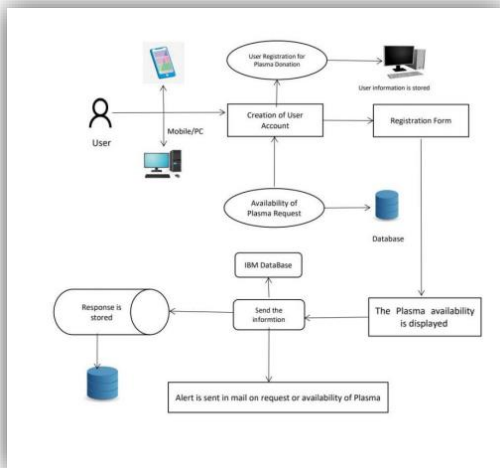 User Registration for
Plasma Donation
User information is stored
Mobile/PC
User
Creation of User
Account
Registration Form
Availability of
Plasma Request
Database
IBM DataBase
Response is
stored
Send the
informtion
The Plasma availability
is displayed
Alert is sent in mail on request or availability of Plasma